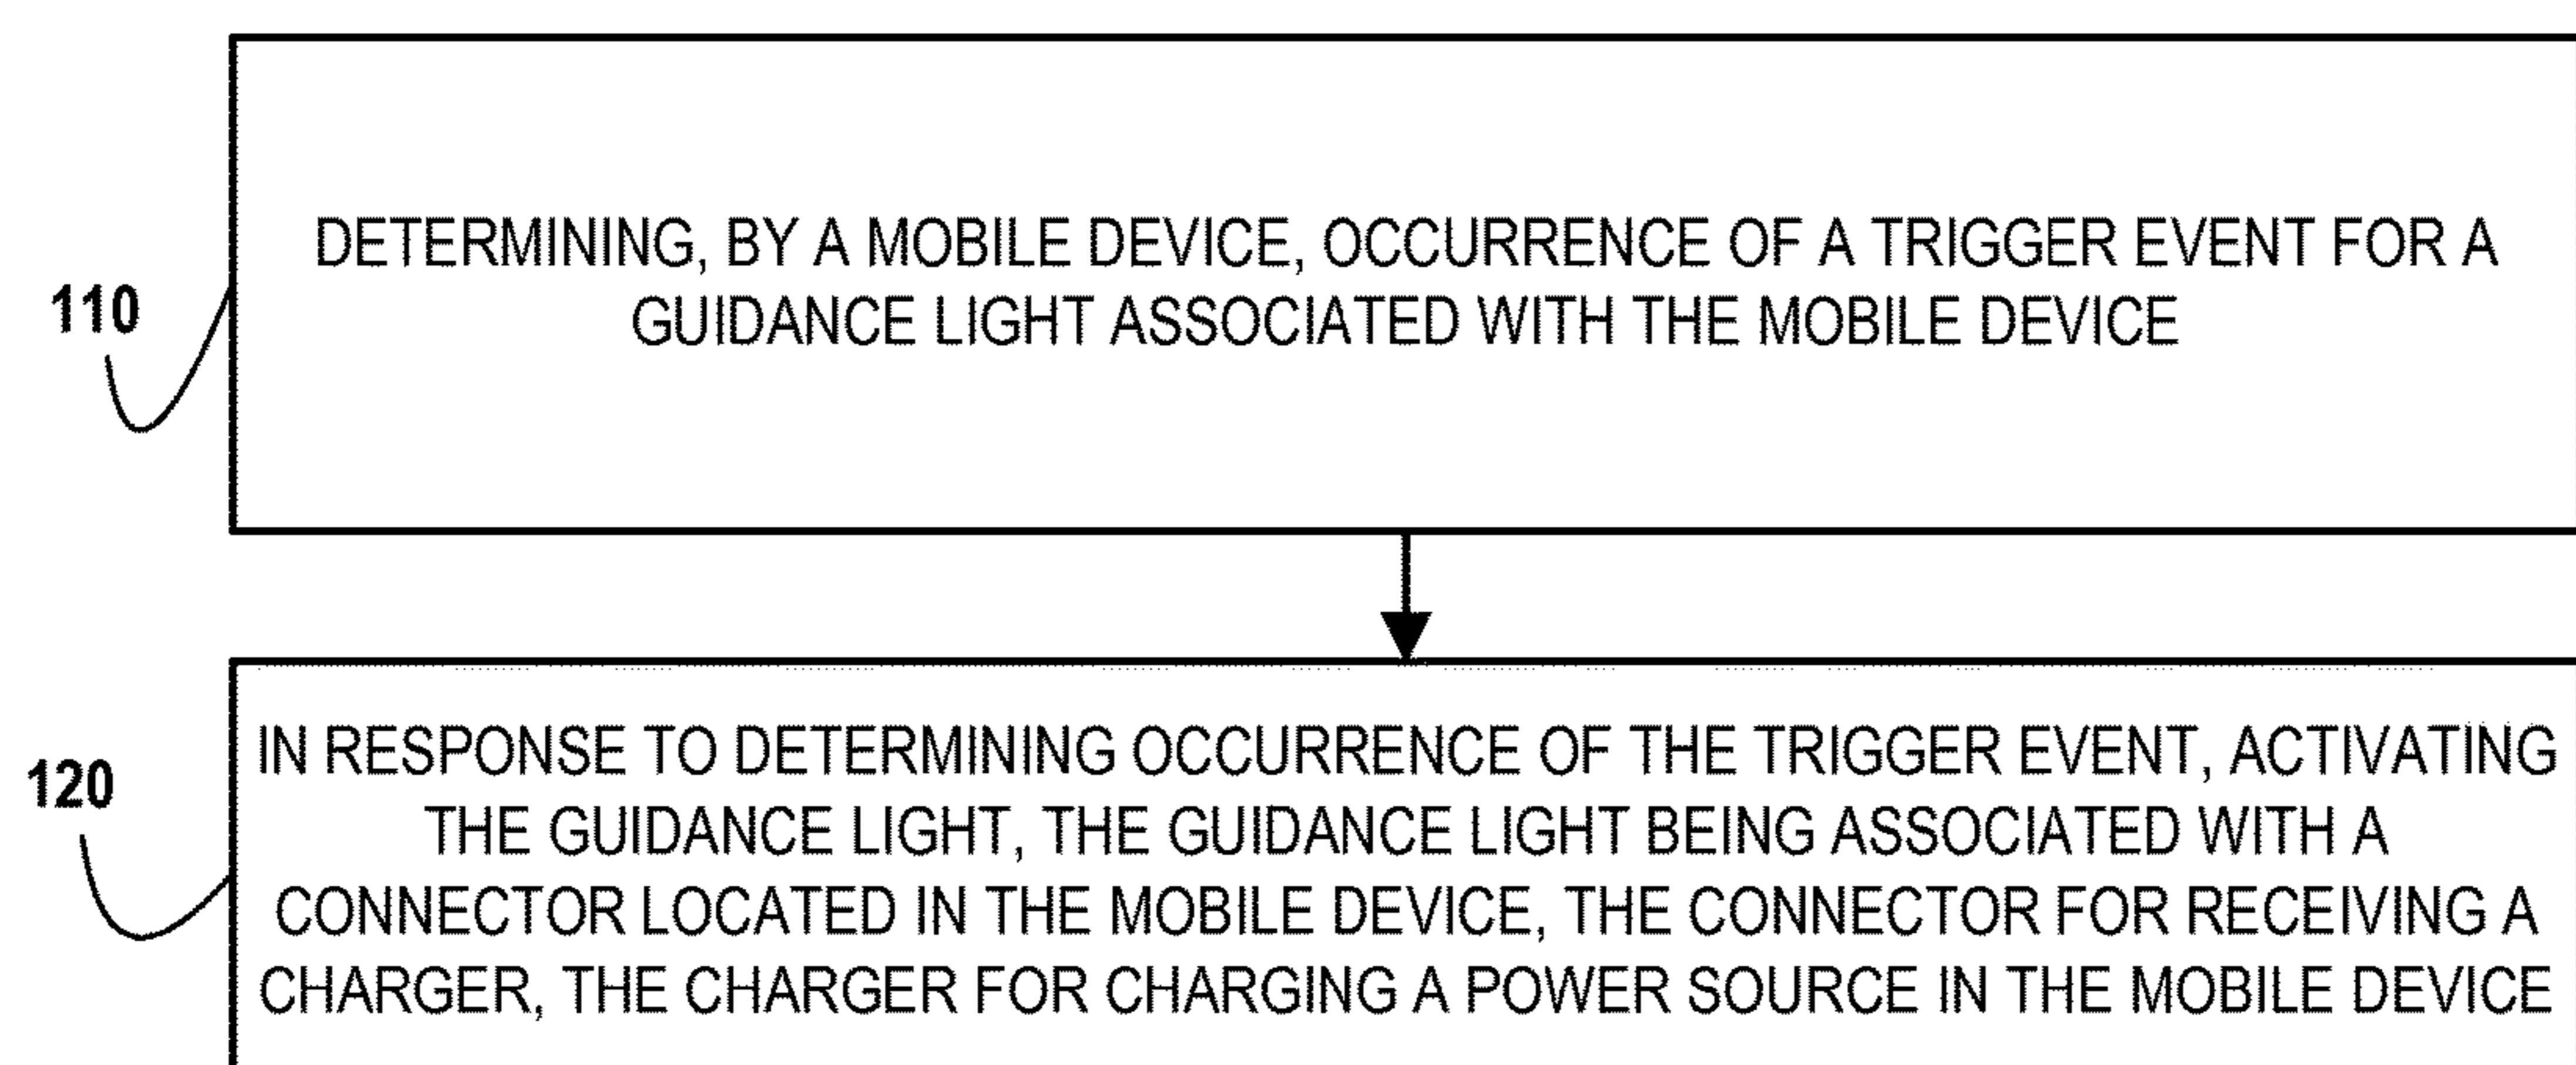 DETERMINING, BY A MOBILE DEVICE, OCCURRENCE OF A TRIGGER EVENT FOR A
GUIDANCE LIGHT ASSOCIATED WITH THE MOBILE DEVICE
110
IN RESPONSE TO DETERMINING OCCURRENCE OF THE TRIGGER EVENT, ACTIVATING
THE GUIDANCE LIGHT, THE GUIDANCE LIGHT BEING ASSOCIATED WITH A
CONNECTOR LOCATED IN THE MOBILE DEVICE, THE CONNECTOR FOR RECEIVING A
CHARGER, THE CHARGER FOR CHARGING A POWER SOURCE IN THE MOBILE DEVICE
120